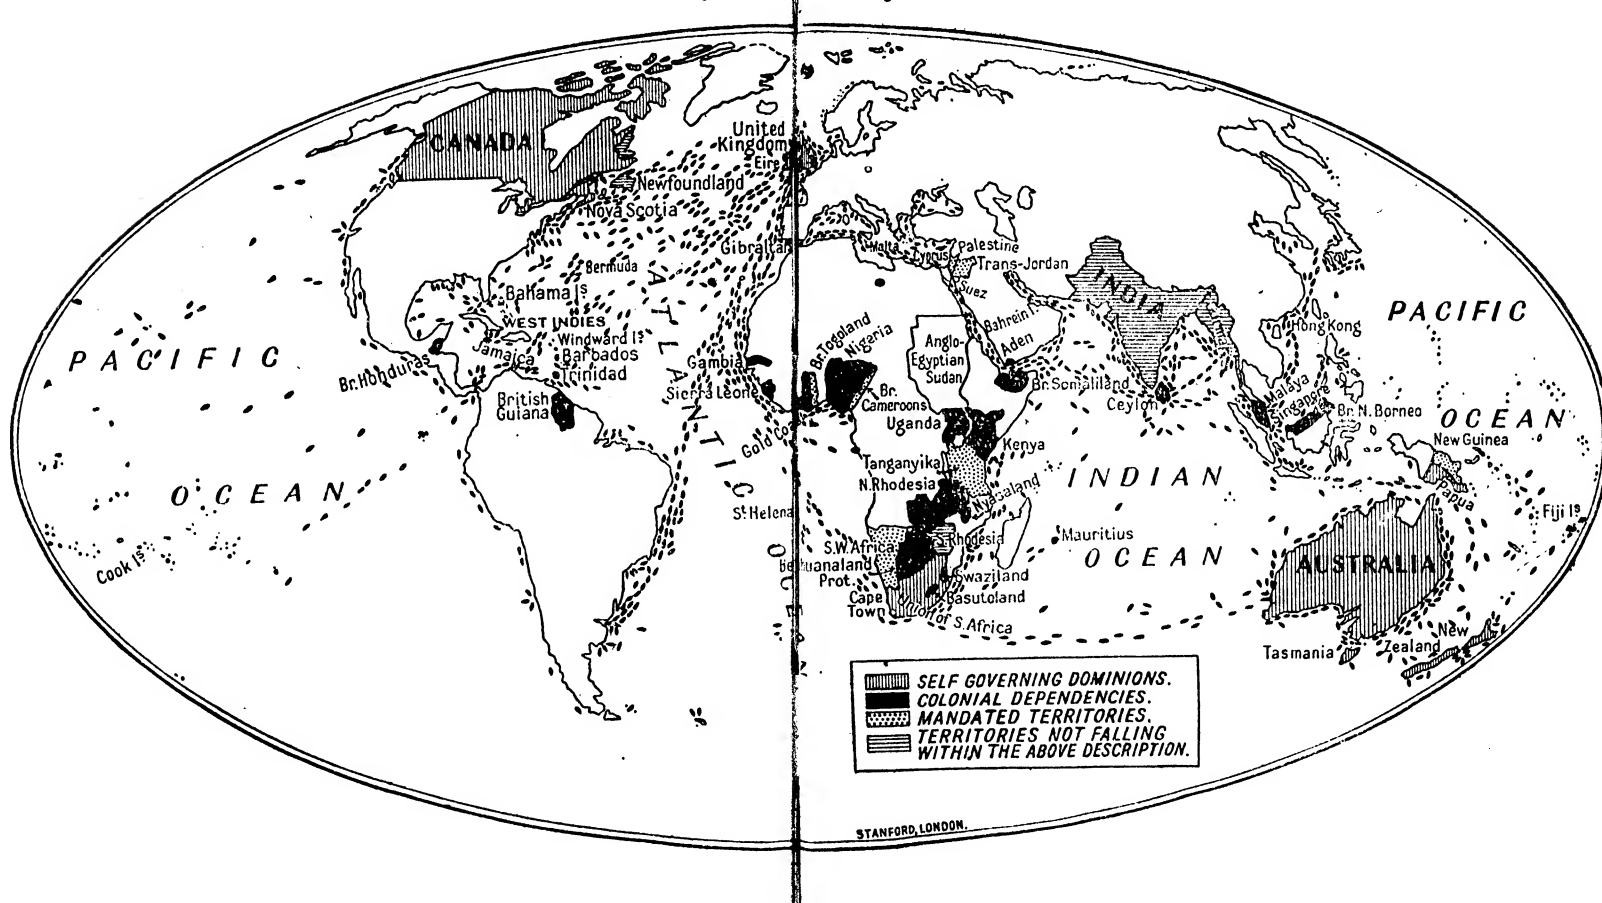 CANADA
United
Kingdom
Eire
Newfoundland
Nova Scotia
Gibraltar
Malta
Cyprus
Palestine
Trans-Jordan
Suez
Bermuda
Bahama Is
WEST INDIES
Windward Is
Jamaica
Barbados
Trinidad
Br. Honduras
British
Guiana
ATLANTIC
OCEAN
PACIFIC
OCEAN
Cook Is
Gambia
Sierra Leone
Gold Co.
Br. Togoland
Nigeria
Br.
Cameroons
Anglo-
Egyptian
Sudan
Bahrein I.
Aden
Br. Somaliland
INDIA
Ceylon
Hong Kong
Malaya
Singapore
Br. N. Borneo
PACIFIC
OCEAN
New Guinea
Papua
Fiji Is
Uganda
Kenya
Tanganyika
N. Rhodesia
Nyasaland
INDIAN
OCEAN
Mauritius
St Helena
S.W. Africa
S. Rhodesia
Bechuanaland
Prot.
Swaziland
Basutoland
Cape
Town
Union of S. Africa
AUSTRALIA
Tasmania
New
Zealand
SELF GOVERNING DOMINIONS.
COLONIAL DEPENDENCIES.
MANDATED TERRITORIES.
TERRITORIES NOT FALLING
WITHIN THE ABOVE DESCRIPTION.
STANFORD, LONDON.